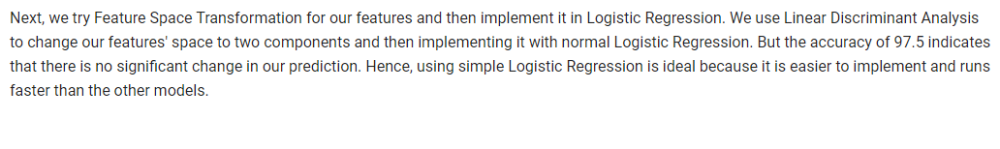 Next, we try Feature Space Transformation for our features and then implement it in Logistic Regression. We use Linear Discriminant Analysis
to change our features' space to two components and then implementing it with normal Logistic Regression. But the accuracy of 97.5 indicates
that there is no significant change in our prediction. Hence, using simple Logistic Regression is ideal because it is easier to implement and runs
faster than the other models.